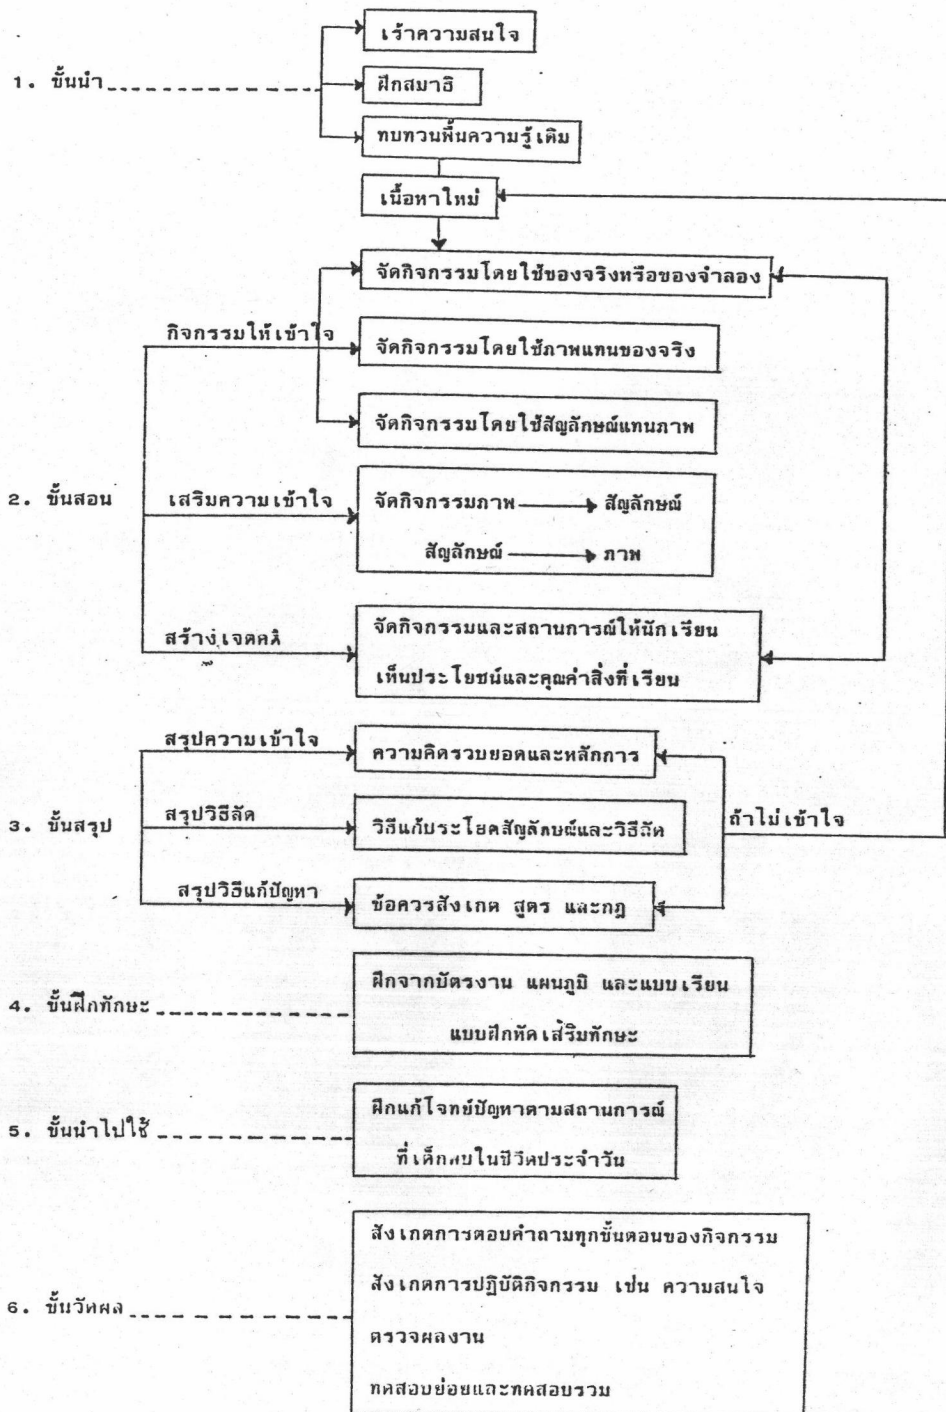 เร้าความสนใจ
1. ขั้นนำ
ฝึกสมาธิ
ทบทวนพื้นความรู้เดิม
เนื้อหาใหม่
จัดกิจกรรมโดยใช้ของจริงหรือของจำลอง
กิจกรรมให้เข้าใจ
จัดกิจกรรมโดยใช้ภาพแทนของจริง
จัดกิจกรรมโดยใช้สัญลักษณ์แทนภาพ
2. ขั้นสอน
เสริมความเข้าใจ
จัดกิจกรรมภาพ → สัญลักษณ์
สัญลักษณ์ → ภาพ
สร้างเจตคติ
จัดกิจกรรมและสถานการณ์ให้นักเรียน
เห็นประโยชน์และคุณค่าสิ่งที่เรียน
สรุปความเข้าใจ
ความคิดรวบยอดและหลักการ
3. ขั้นสรุป
สรุปวิธีลัด
วิธีแก้ประโยคสัญลักษณ์และวิธีลัด
ถ้าไม่เข้าใจ
สรุปวิธีแก้ปัญหา
ข้อควรสังเกต สูตร และกฎ
4. ขั้นฝึกทักษะ
ฝึกจากบัตรงาน แผนภูมิ และแบบเรียน
แบบฝึกหัดเสริมทักษะ
5. ขั้นนำไปใช้
ฝึกแก้โจทย์ปัญหาตามสถานการณ์
ที่เด็กพบในชีวิตประจำวัน
6. ขั้นวัดผล
สังเกตการตอบคำถามทุกขั้นตอนของกิจกรรม
สังเกตการปฏิบัติกิจกรรม เช่น ความสนใจ
ตรวจผลงาน
ทดสอบย่อยและทดสอบรวม